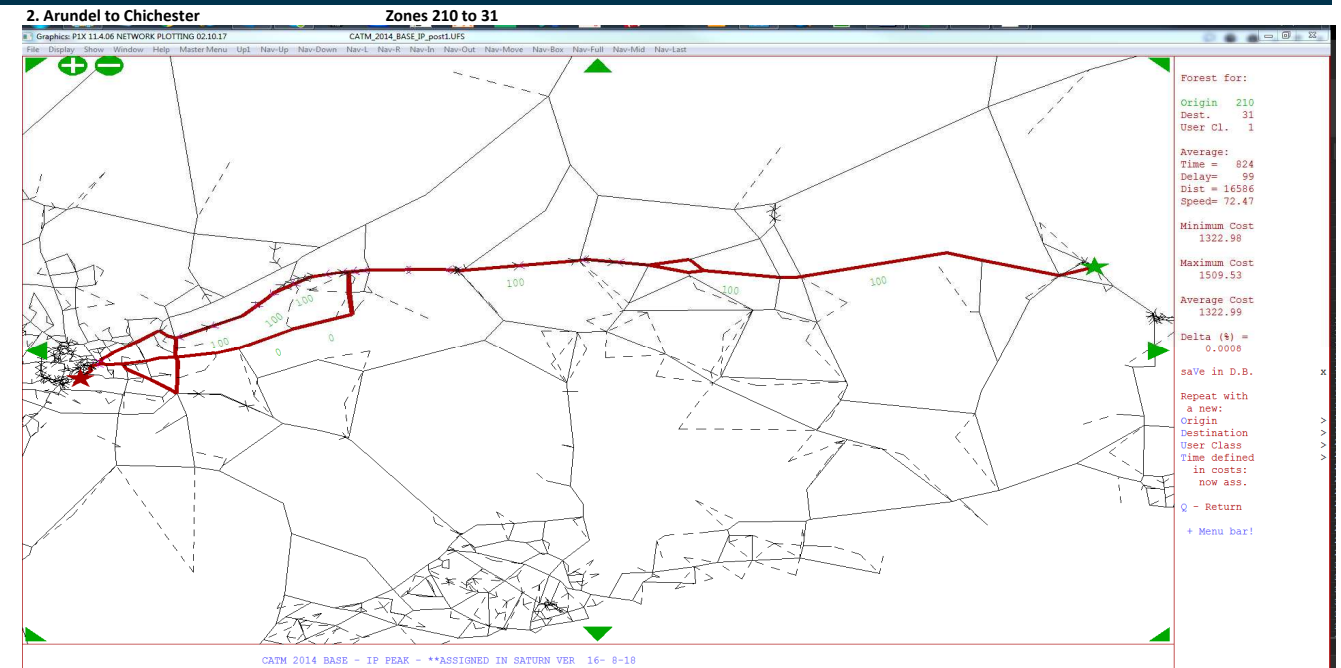 2. Arundel to Chichester Zones 210 to 31
Graphics: P1X 11.4.06 NETWORK PLOTTING 02.10.17 CATM_2014_BASE_IP_post1.UFS
File Display Show Window Help Master Menu Up1 Nav-Up Nav-Down Nav-L Nav-R Nav-In Nav-Out Nav-Move Nav-Box Nav-Full Nav-Mid Nav-Last
Forest for:
Origin 210
Dest. 31
User Cl. 1
Average:
Time = 824
Delay= 99
Dist = 16586
Speed= 72.47
Minimum Cost
1322.98
Maximum Cost
1509.53
Average Cost
1322.99
Delta (%) =
0.0008
saVe in D.B. x
Repeat with
a new:
Origin >
Destination >
User Class >
Time defined >
in costs:
now ass.
Q - Return
+ Menu bar!
100
100
100
100
100
100
0
0
CATM 2014 BASE - IP PEAK - **ASSIGNED IN SATURN VER 16- 8-18